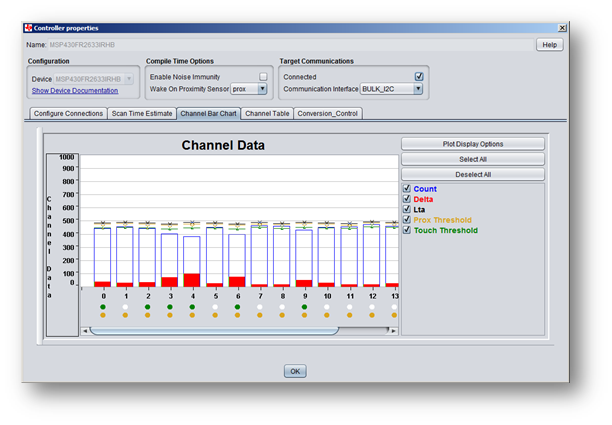 Controller properties
Name: MSP430FR2633IRHB
Help
Configuration
Device MSP430FR2633IRHB
Show Device Documentation
Compile Time Options
Enable Noise Immunity
Wake On Proximity Sensor prox
Target Communications
Connected
Communication Interface BULK_I2C
Configure Connections Scan Time Estimate Channel Bar Chart Channel Table Conversion_Control
Channel Data
Channel Data
1000
900
800
700
600
500
400
300
200
100
0
0 1 2 3 4 5 6 7 8 9 10 11 12 13
Plot Display Options
Select All
Deselect All
Count
Delta
Lta
Prox Threshold
Touch Threshold
OK